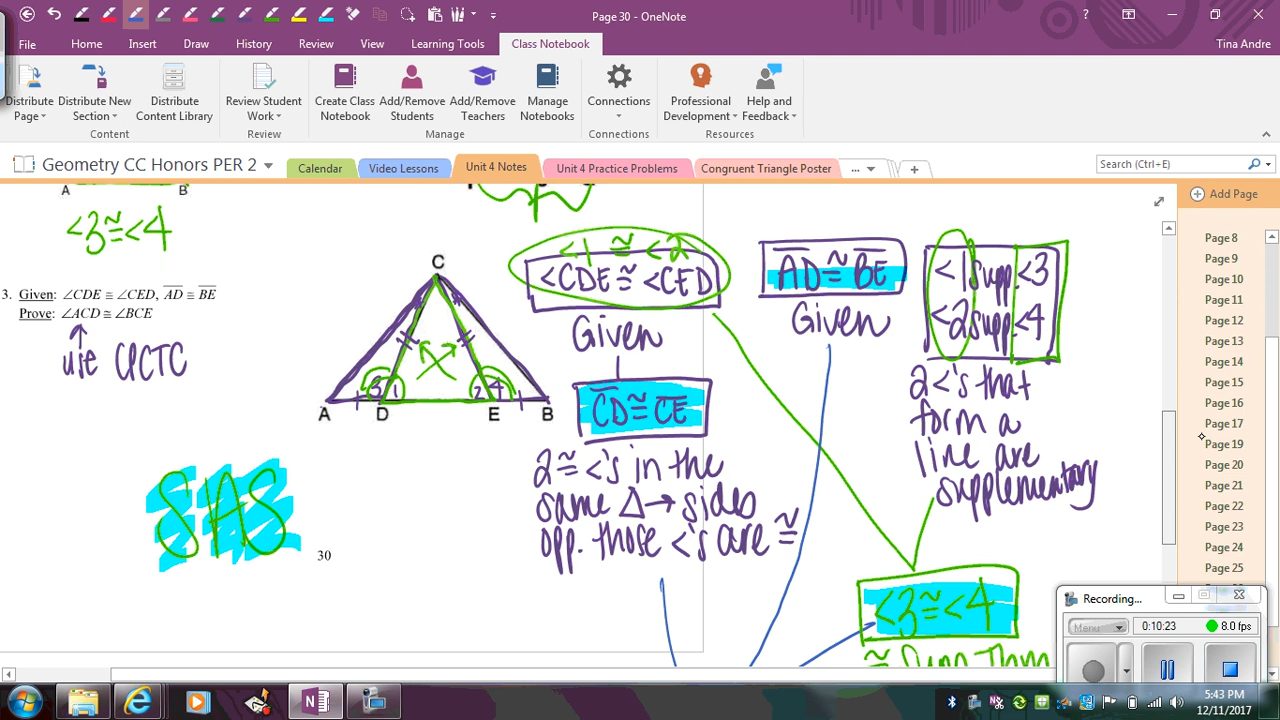 Page 30 - OneNote
File Home Insert Draw History Review View Learning Tools Class Notebook Tina Andre
Distribute Page Distribute New Section Distribute Content Library Review Student Work Create Class Notebook Add/Remove Students Add/Remove Teachers Manage Notebooks Connections Professional Development Help and Feedback
Content Review Manage Connections Resources
Geometry CC Honors PER 2 Calendar Video Lessons Unit 4 Notes Unit 4 Practice Problems Congruent Triangle Poster ... + Search (Ctrl+E)
Add Page
A B
<3≅<4
3. Given: ∠CDE ≅ ∠CED, AD ≅ BE
Prove: ∠ACD ≅ ∠BCE
use CPCTC
C
3 1 2 4
A D E B
SAS
30
<1 ≅ <2
<CDE ≅ <CED
Given
CD ≅ CE
2 ≅ <'s in the
same Δ → sides
opp. those <'s are ≅
AD ≅ BE
Given
<1 supp. <3
<2 supp. <4
2 <'s that
form a
line are
supplementary
<3≅<4
≅ Supp Thm
Page 8
Page 9
Page 10
Page 11
Page 12
Page 13
Page 14
Page 15
Page 16
Page 17
Page 19
Page 20
Page 21
Page 22
Page 23
Page 24
Page 25
Recording...
Menu 0:10:23 8.0 fps
5:43 PM
12/11/2017